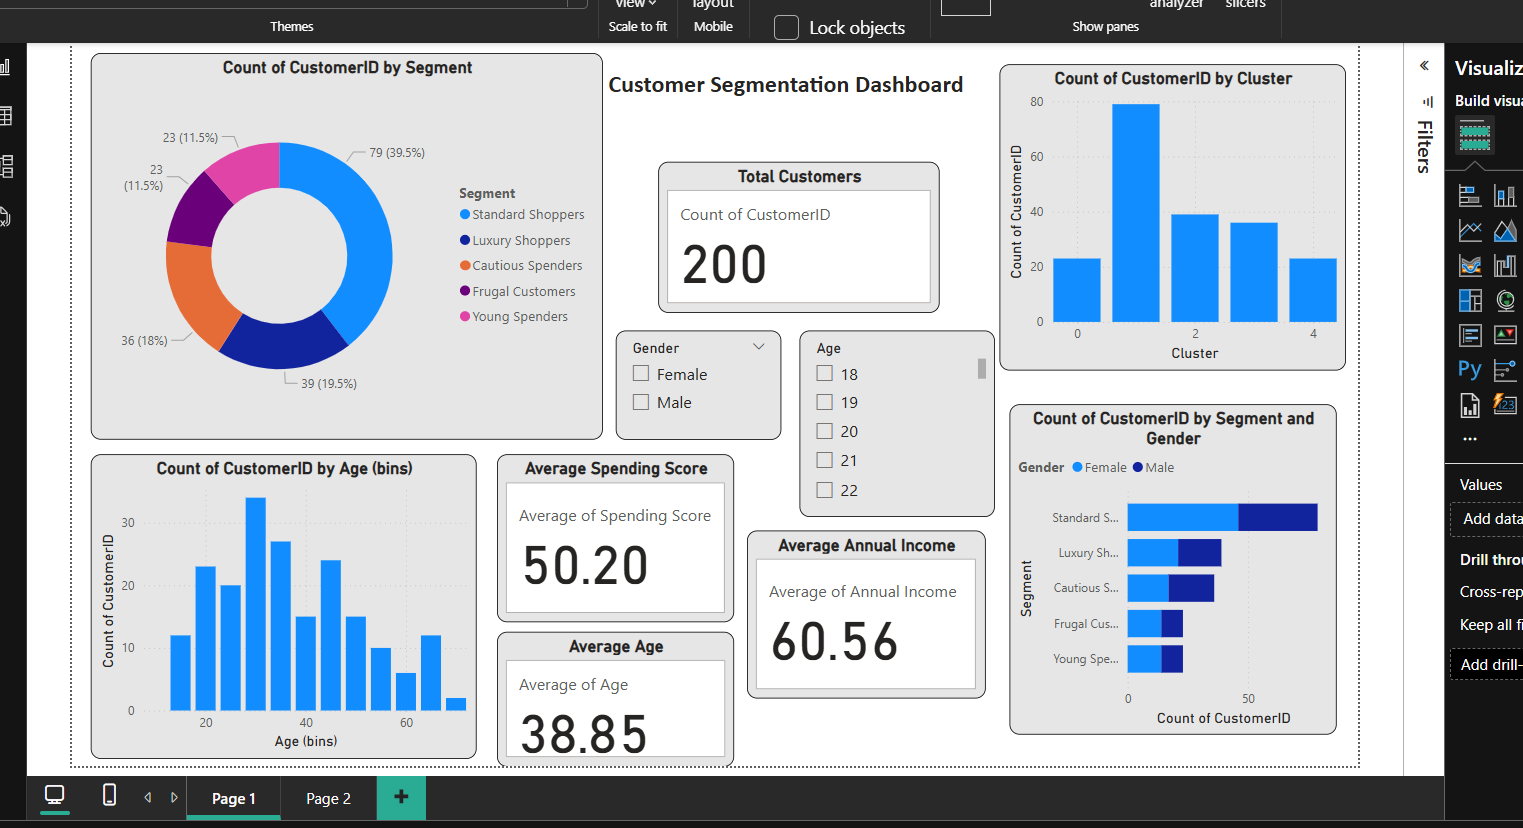 View
layout
analyzer
slicers
Themes
Scale to fit
Mobile
Lock objects
Show panes
Count of CustomerID by Segment
23 (11.5%)
79 (39.5%)
23
(11.5%)
36 (18%)
39 (19.5%)
Segment
Standard Shoppers
Luxury Shoppers
Cautious Spenders
Frugal Customers
Young Spenders
Customer Segmentation Dashboard
Total Customers
Count of CustomerID
200
Gender
Female
Male
Age
18
19
20
21
22
Count of CustomerID by Cluster
Count of CustomerID
80
60
40
20
0
0
2
4
Cluster
Count of CustomerID by Age (bins)
Count of CustomerID
30
20
10
0
20
40
60
Age (bins)
Average Spending Score
Average of Spending Score
50.20
Average Age
Average of Age
38.85
Average Annual Income
Average of Annual Income
60.56
Count of CustomerID by Segment and
Gender
Gender
Female
Male
Segment
Standard S...
Luxury Sh...
Cautious S...
Frugal Cus...
Young Spe...
0
50
Count of CustomerID
Filters
Visualiz
Build visua
Py
123
...
Values
Add data
Drill throu
Cross-rep
Keep all fi
Add drill-
Page 1
Page 2